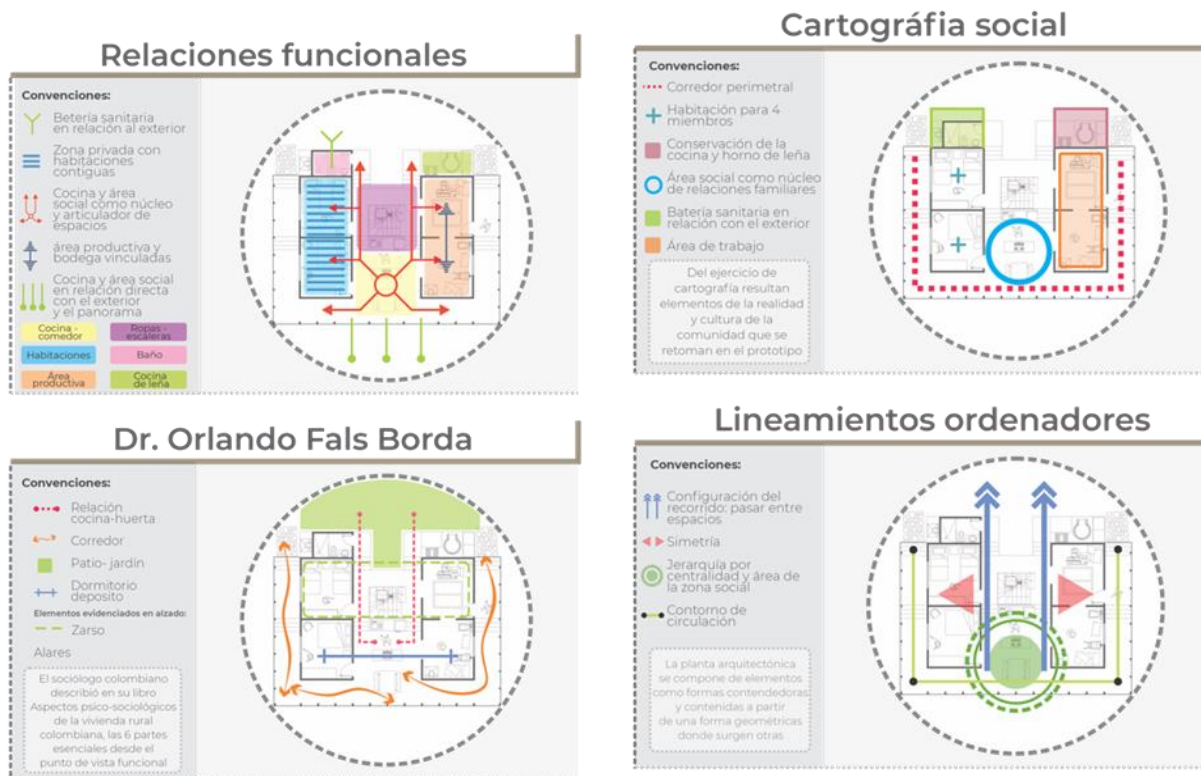 Relaciones funcionales
Convenciones:
Betería sanitaria
en relación al exterior
Zona privada con
habitaciones
contiguas
Cocina y área
social como núcleo
y articulador de
espacios
área productiva y
bodega vinculadas
Cocina y área social
en relación directa
con el exterior
y el panorama
Cocina -
comedor
Ropas -
escaleras
Habitaciones
Baño
Área
productiva
Cocina
de leña
Cartográfia social
Convenciones:
Corredor perimetral
Habitación para 4
miembros
Conservación de la
cocina y horno de leña
Área social como núcleo
de relaciones familiares
Batería sanitaria en
relación con el exterior
Área de trabajo
Del ejercicio de
cartografía resultan
elementos de la realidad
y cultura de la
comunidad que se
retoman en el prototipo
Dr. Orlando Fals Borda
Convenciones:
Relación
cocina-huerta
Corredor
Patio- jardín
Dormitorio
deposito
Elementos evidenciados en alzado:
Zarso
Alares
El sociólogo colombiano
describió en su libro
Aspectos psico-sociológicos
de la vivienda rural
colombiana, las 6 partes
esenciales desde el
punto de vista funcional
Lineamientos ordenadores
Convenciones:
Configuración del
recorrido: pasar entre
espacios
Simetría
Jerarquía por
centralidad y área de
la zona social
Contorno de
circulación
La planta arquitectónica
se compone de elementos
como formas contendedoras
y contenidas a partir
de una forma geométricas
donde surgen otras